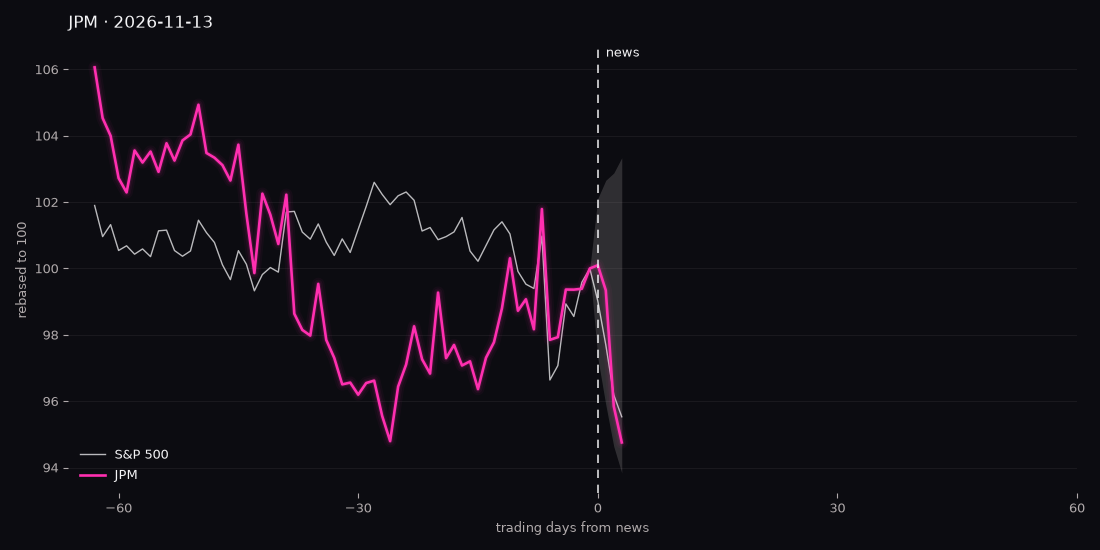 JPM · 2026-11-13
news
rebased to 100
106
104
102
100
98
96
94
S&P 500
JPM
−60
−30
0
30
60
trading days from news